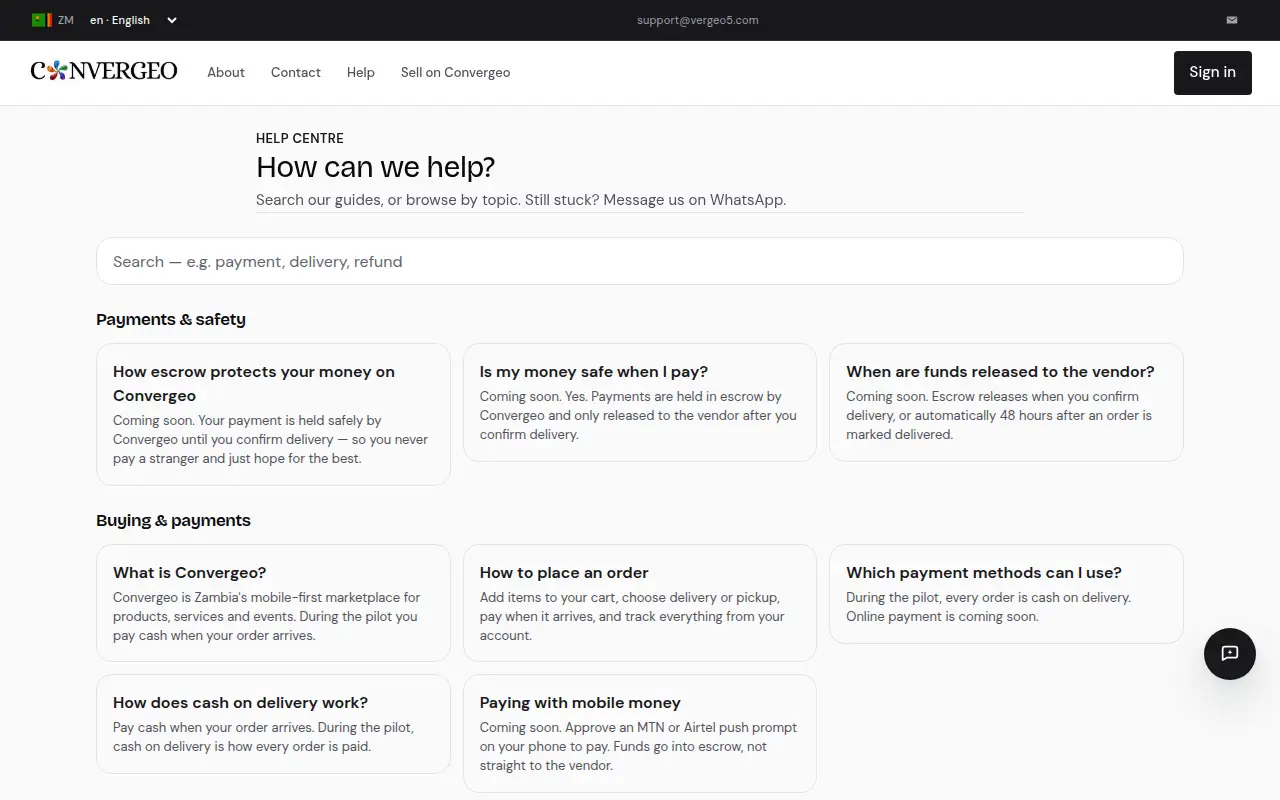 ZM
en · English
support@vergeo5.com
CONVERGEO
About
Contact
Help
Sell on Convergeo
Sign in
HELP CENTRE
How can we help?
Search our guides, or browse by topic. Still stuck? Message us on WhatsApp.
Search — e.g. payment, delivery, refund
Payments & safety
How escrow protects your money on
Convergeo
Coming soon. Your payment is held safely by
Convergeo until you confirm delivery — so you never
pay a stranger and just hope for the best.
Is my money safe when I pay?
Coming soon. Yes. Payments are held in escrow by
Convergeo and only released to the vendor after you
confirm delivery.
When are funds released to the vendor?
Coming soon. Escrow releases when you confirm
delivery, or automatically 48 hours after an order is
marked delivered.
Buying & payments
What is Convergeo?
Convergeo is Zambia's mobile-first marketplace for
products, services and events. During the pilot you
pay cash when your order arrives.
How to place an order
Add items to your cart, choose delivery or pickup,
pay when it arrives, and track everything from your
account.
Which payment methods can I use?
During the pilot, every order is cash on delivery.
Online payment is coming soon.
How does cash on delivery work?
Pay cash when your order arrives. During the pilot,
cash on delivery is how every order is paid.
Paying with mobile money
Coming soon. Approve an MTN or Airtel push prompt
on your phone to pay. Funds go into escrow, not
straight to the vendor.